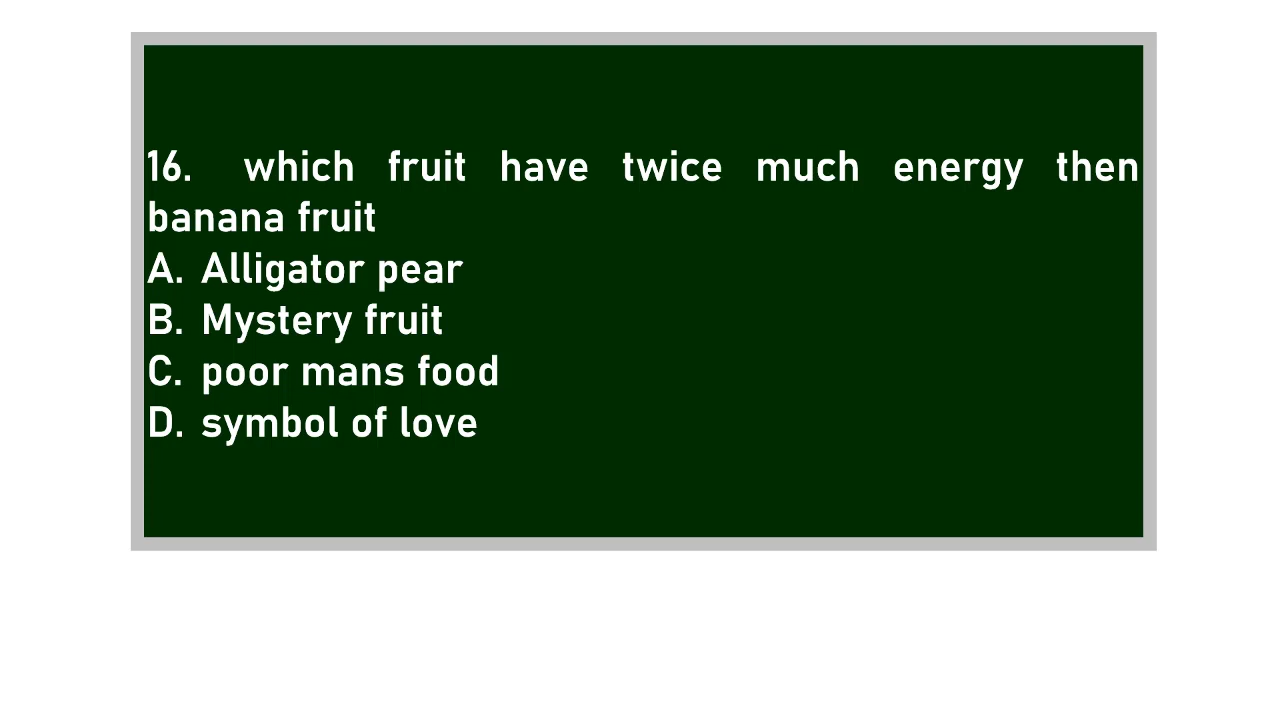 16. which fruit have twice much energy then
banana fruit
A. Alligator pear
B. Mystery fruit
C. poor mans food
D. symbol of love